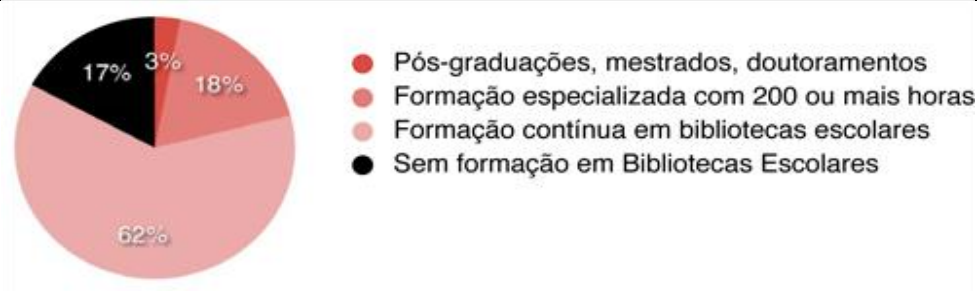 17%
3%
18%
62%
Pós-graduações, mestrados, doutoramentos
Formação especializada com 200 ou mais horas
Formação contínua em bibliotecas escolares
Sem formação em Bibliotecas Escolares